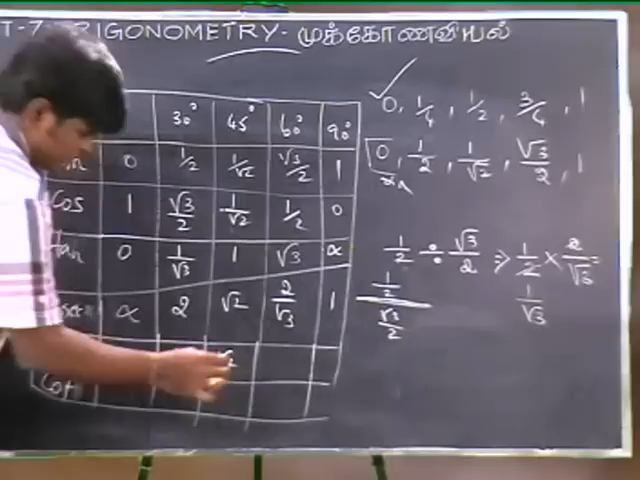 T-7 TRIGONOMETRY - முக்கோணவியல்
30° 45° 60° 90°
0 1/2 1/√2 √3/2 1
Cos 1 √3/2 1/√2 1/2 0
Tan 0 1/√3 1 √3 α
α 2 √2 2/√3 1
Cot
0, 1/4, 1/2, 3/4, 1
0, 1/2, 1/√2, √3/2, 1
1/2 ÷ √3/2 ⇒ 1/2 × 2/√3 =
1/2 / √3/2
1/√3